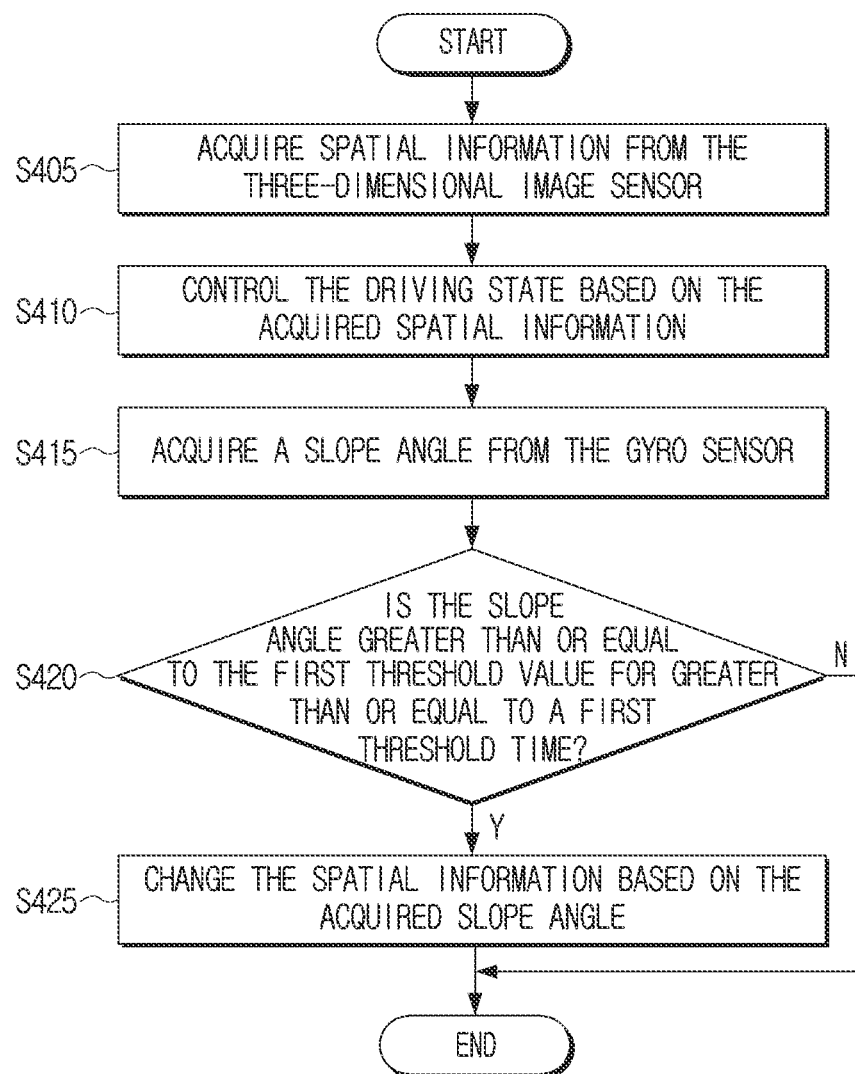 START
S405
ACQUIRE SPATIAL INFORMATION FROM THE
THREE-DIMENSIONAL IMAGE SENSOR
S410
CONTROL THE DRIVING STATE BASED ON THE
ACQUIRED SPATIAL INFORMATION
S415
ACQUIRE A SLOPE ANGLE FROM THE GYRO SENSOR
S420
IS THE SLOPE
ANGLE GREATER THAN OR EQUAL
TO THE FIRST THRESHOLD VALUE FOR GREATER
THAN OR EQUAL TO A FIRST
THRESHOLD TIME?
N
Y
S425
CHANGE THE SPATIAL INFORMATION BASED ON THE
ACQUIRED SLOPE ANGLE
END